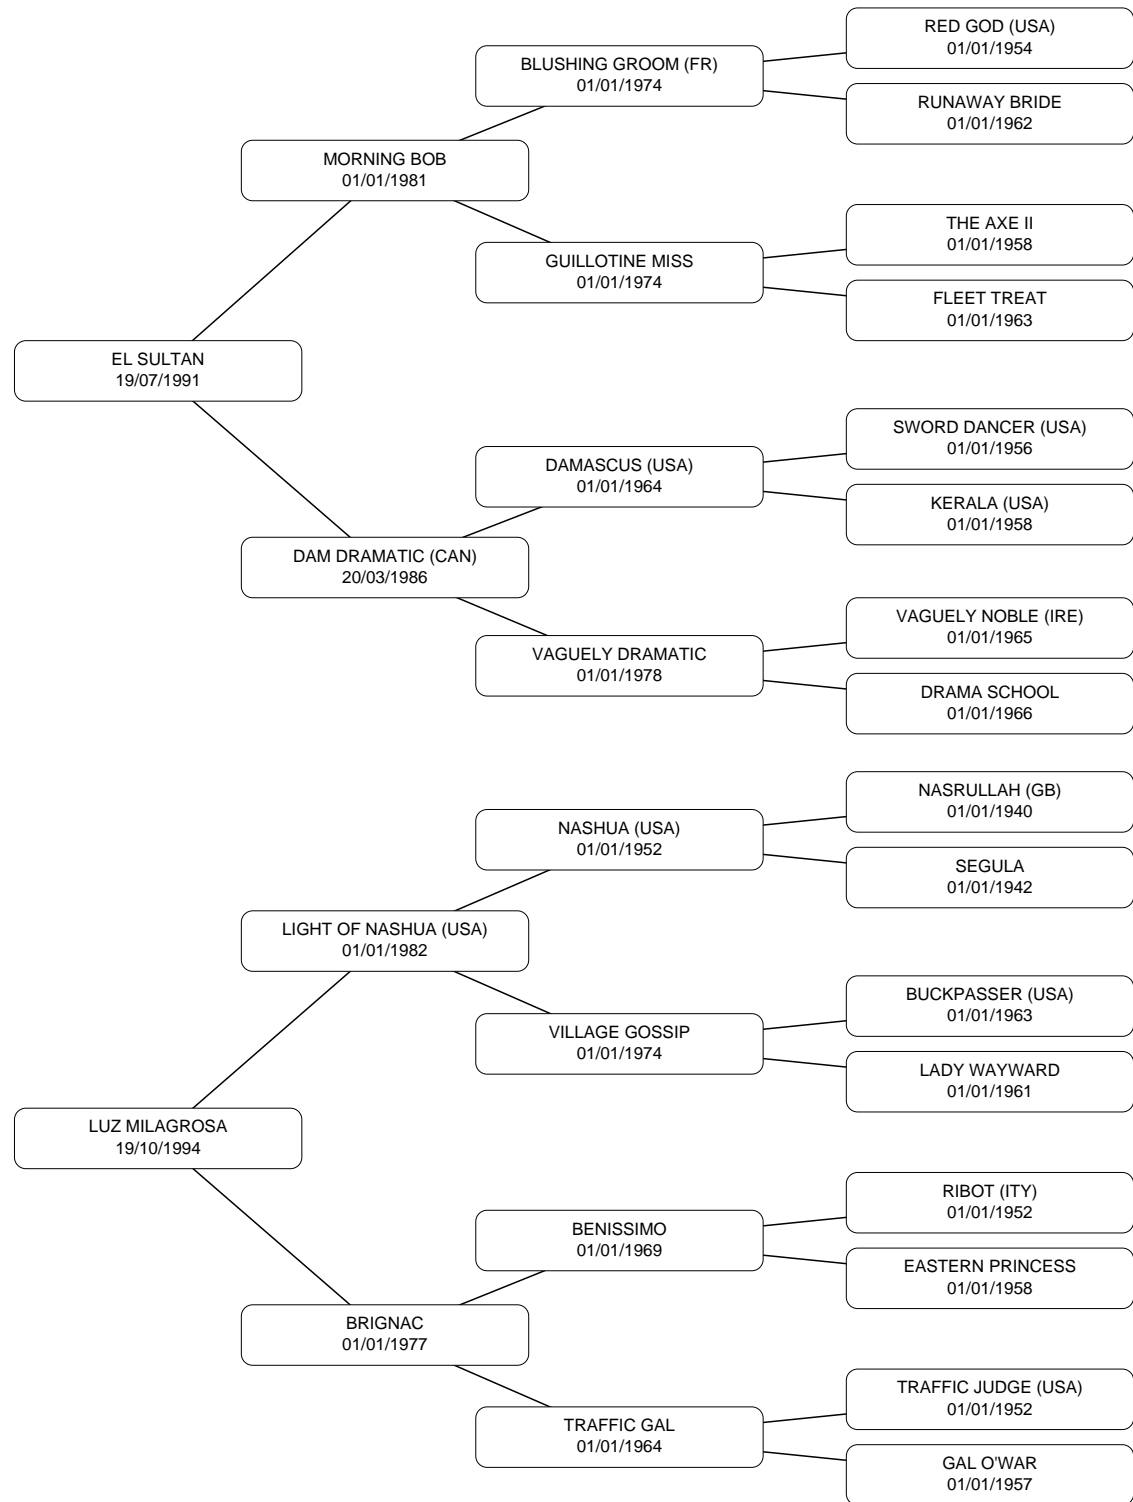 RED GOD (USA)
01/01/1954
BLUSHING GROOM (FR)
01/01/1974
RUNAWAY BRIDE
01/01/1962
MORNING BOB
01/01/1981
THE AXE II
01/01/1958
GUILLOTINE MISS
01/01/1974
FLEET TREAT
01/01/1963
EL SULTAN
19/07/1991
SWORD DANCER (USA)
01/01/1956
DAMASCUS (USA)
01/01/1964
KERALA (USA)
01/01/1958
DAM DRAMATIC (CAN)
20/03/1986
VAGUELY NOBLE (IRE)
01/01/1965
VAGUELY DRAMATIC
01/01/1978
DRAMA SCHOOL
01/01/1966
NASRULLAH (GB)
01/01/1940
NASHUA (USA)
01/01/1952
SEGULA
01/01/1942
LIGHT OF NASHUA (USA)
01/01/1982
BUCKPASSER (USA)
01/01/1963
VILLAGE GOSSIP
01/01/1974
LADY WAYWARD
01/01/1961
LUZ MILAGROSA
19/10/1994
RIBOT (ITY)
01/01/1952
BENISSIMO
01/01/1969
EASTERN PRINCESS
01/01/1958
BRIGNAC
01/01/1977
TRAFFIC JUDGE (USA)
01/01/1952
TRAFFIC GAL
01/01/1964
GAL O'WAR
01/01/1957